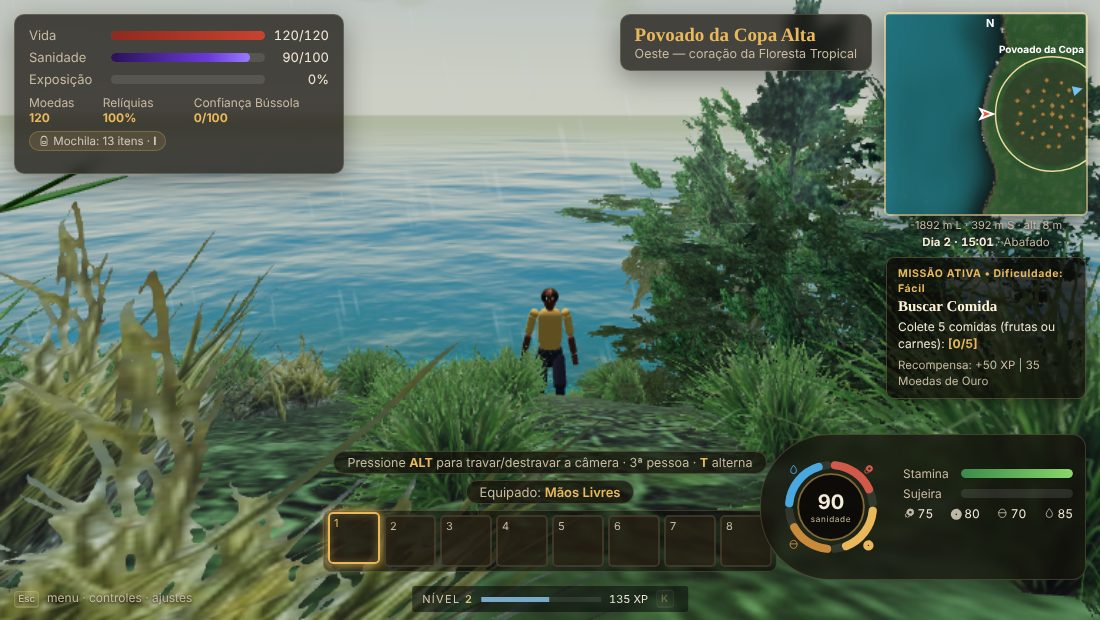 Vida 120/120
Sanidade 90/100
Exposição 0%
Moedas Relíquias Confiança Bússola
120 100% 0/100
Mochila: 13 itens · I
Povoado da Copa Alta
Oeste — coração da Floresta Tropical
N
Povoado da Copa
-1892 m L · 392 m S · alt. 8 m
Dia 2 · 15:01 · Abafado
MISSÃO ATIVA • Dificuldade:
Fácil
Buscar Comida
Colete 5 comidas (frutas ou
carnes): [0/5]
Recompensa: +50 XP | 35
Moedas de Ouro
Pressione ALT para travar/destravar a câmera · 3ª pessoa · T alterna
Equipado: Mãos Livres
1 2 3 4 5 6 7 8
90
sanidade
Stamina
Sujeira
75 80 70 85
Esc menu · controles · ajustes
NÍVEL 2 135 XP K